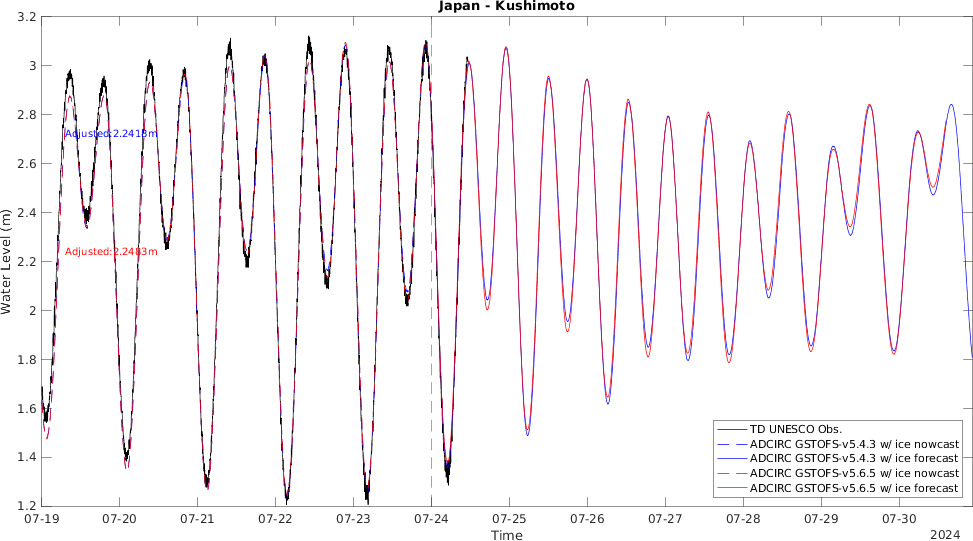 Japan - Kushimoto
Water Level (m)
3.2
3
2.8
2.6
2.4
2.2
2
1.8
1.6
1.4
1.2
Adjusted:2.2413m
Adjusted:2.2483m
TD UNESCO Obs.
ADCIRC GSTOFS-v5.4.3 w/ ice nowcast
ADCIRC GSTOFS-v5.4.3 w/ ice forecast
ADCIRC GSTOFS-v5.6.5 w/ ice nowcast
ADCIRC GSTOFS-v5.6.5 w/ ice forecast
07-19 07-20 07-21 07-22 07-23 07-24 07-25 07-26 07-27 07-28 07-29 07-30
Time
2024